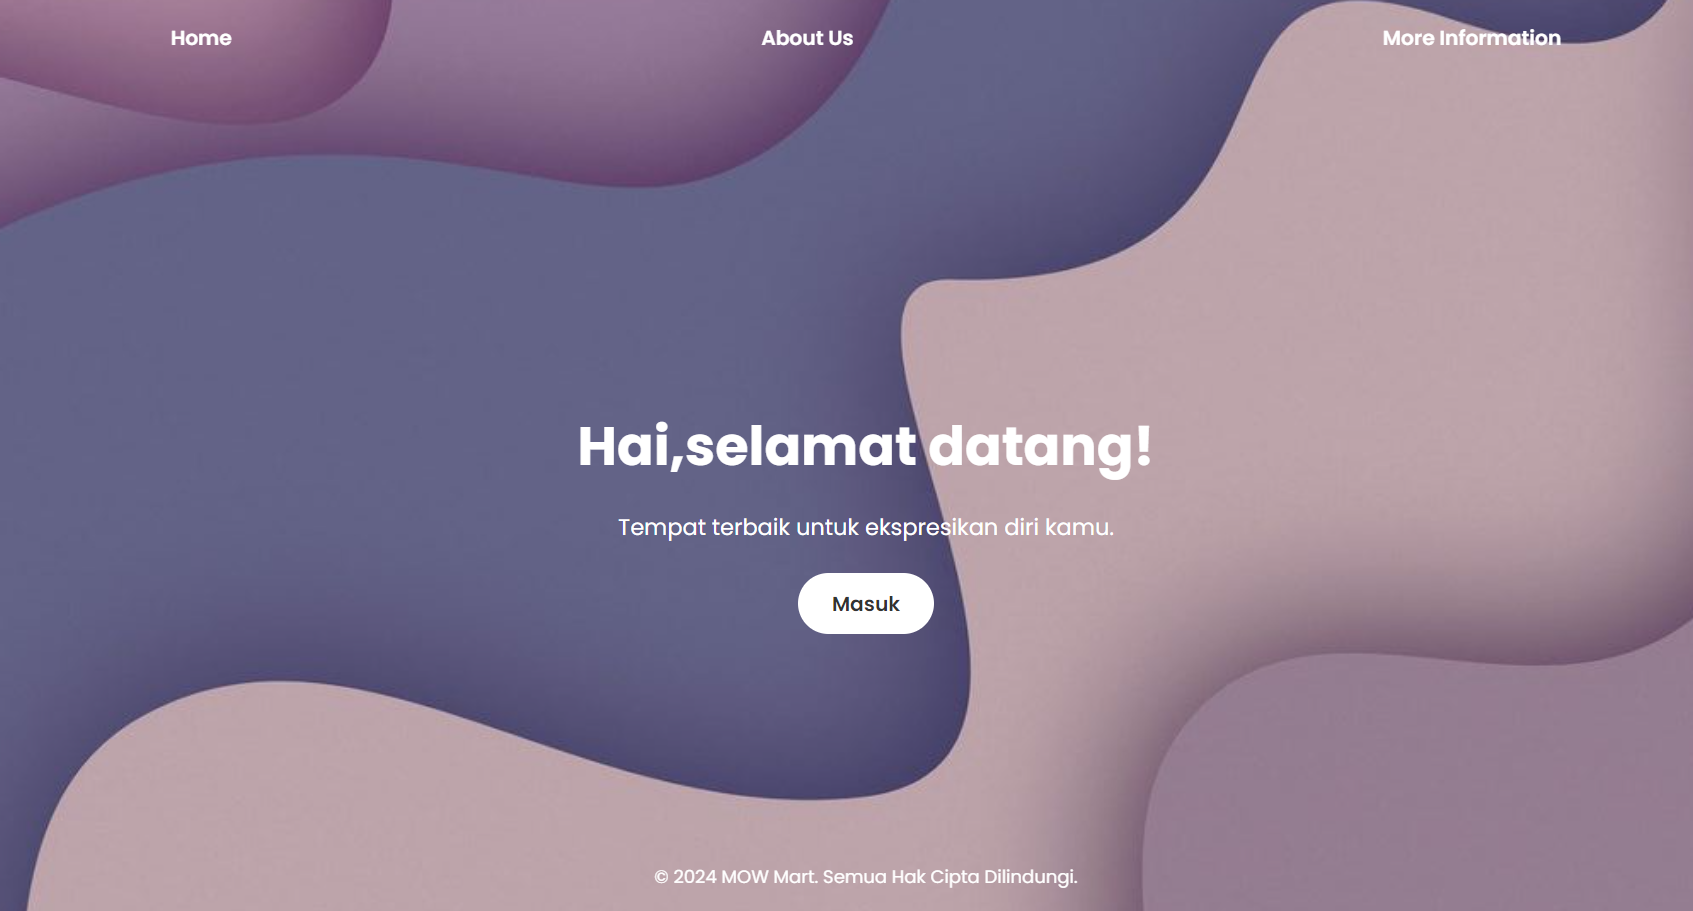 Home About Us More Information
Hai,selamat datang!
Tempat terbaik untuk ekspresikan diri kamu.
Masuk
© 2024 MOW Mart. Semua Hak Cipta Dilindungi.